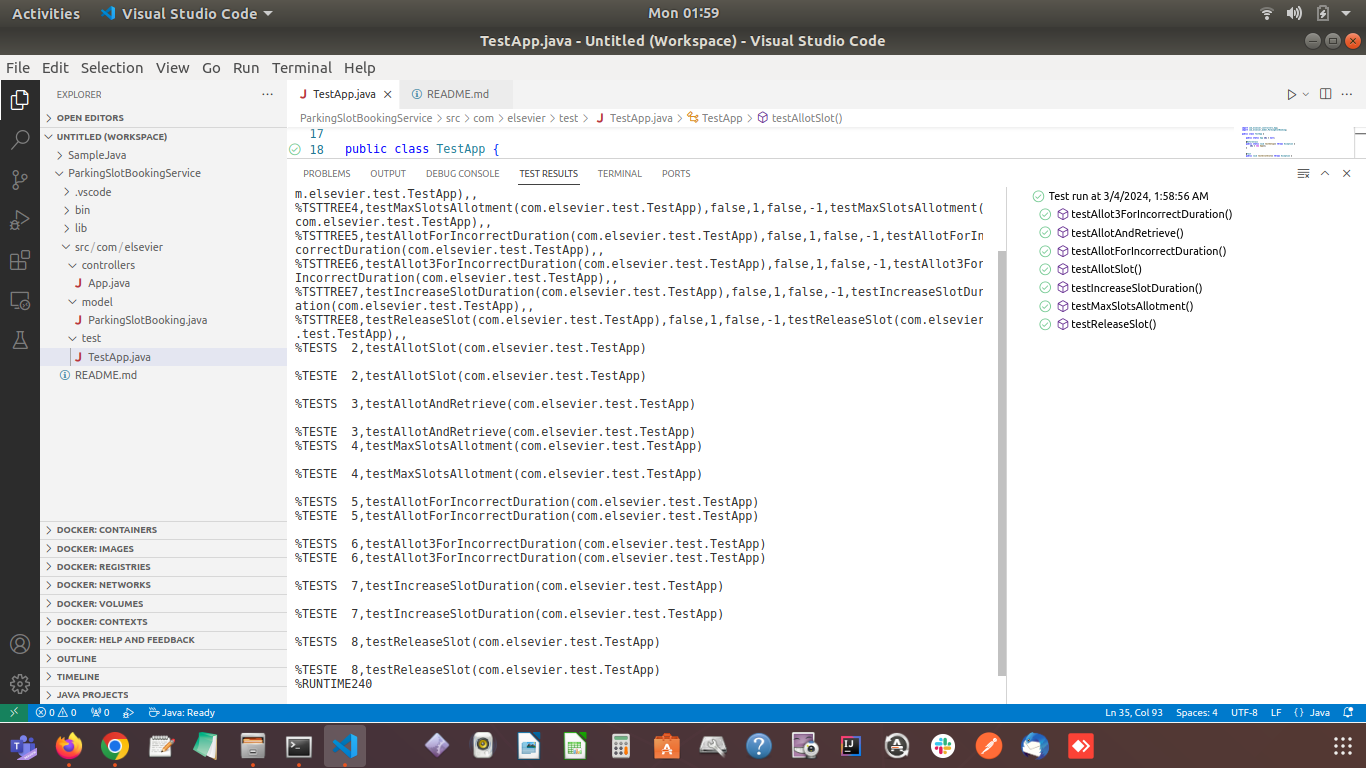 Activities
Visual Studio Code
Mon 01:59
TestApp.java - Untitled (Workspace) - Visual Studio Code
File Edit Selection View Go Run Terminal Help
EXPLORER
OPEN EDITORS
UNTITLED (WORKSPACE)
SampleJava
ParkingSlotBookingService
.vscode
bin
lib
src/com/elsevier
controllers
App.java
model
ParkingSlotBooking.java
test
TestApp.java
README.md
DOCKER: CONTAINERS
DOCKER: IMAGES
DOCKER: REGISTRIES
DOCKER: NETWORKS
DOCKER: VOLUMES
DOCKER: CONTEXTS
DOCKER: HELP AND FEEDBACK
OUTLINE
TIMELINE
JAVA PROJECTS
TestApp.java
README.md
ParkingSlotBookingService > src > com > elsevier > test > TestApp.java > TestApp > testAllotSlot()
17
18 public class TestApp {
PROBLEMS OUTPUT DEBUG CONSOLE TEST RESULTS TERMINAL PORTS
m.elsevier.test.TestApp),,
%TSTTREE4,testMaxSlotsAllotment(com.elsevier.test.TestApp),false,1,false,-1,testMaxSlotsAllotment(
com.elsevier.test.TestApp),,
%TSTTREE5,testAllotForIncorrectDuration(com.elsevier.test.TestApp),false,1,false,-1,testAllotForIn
correctDuration(com.elsevier.test.TestApp),,
%TSTTREE6,testAllot3ForIncorrectDuration(com.elsevier.test.TestApp),false,1,false,-1,testAllot3For
IncorrectDuration(com.elsevier.test.TestApp),,
%TSTTREE7,testIncreaseSlotDuration(com.elsevier.test.TestApp),false,1,false,-1,testIncreaseSlotDur
ation(com.elsevier.test.TestApp),,
%TSTTREE8,testReleaseSlot(com.elsevier.test.TestApp),false,1,false,-1,testReleaseSlot(com.elsevier
.test.TestApp),,
%TESTS 2,testAllotSlot(com.elsevier.test.TestApp)
%TESTE 2,testAllotSlot(com.elsevier.test.TestApp)
%TESTS 3,testAllotAndRetrieve(com.elsevier.test.TestApp)
%TESTE 3,testAllotAndRetrieve(com.elsevier.test.TestApp)
%TESTS 4,testMaxSlotsAllotment(com.elsevier.test.TestApp)
%TESTE 4,testMaxSlotsAllotment(com.elsevier.test.TestApp)
%TESTS 5,testAllotForIncorrectDuration(com.elsevier.test.TestApp)
%TESTE 5,testAllotForIncorrectDuration(com.elsevier.test.TestApp)
%TESTS 6,testAllot3ForIncorrectDuration(com.elsevier.test.TestApp)
%TESTE 6,testAllot3ForIncorrectDuration(com.elsevier.test.TestApp)
%TESTS 7,testIncreaseSlotDuration(com.elsevier.test.TestApp)
%TESTE 7,testIncreaseSlotDuration(com.elsevier.test.TestApp)
%TESTS 8,testReleaseSlot(com.elsevier.test.TestApp)
%TESTE 8,testReleaseSlot(com.elsevier.test.TestApp)
%RUNTIME240
Test run at 3/4/2024, 1:58:56 AM
testAllot3ForIncorrectDuration()
testAllotAndRetrieve()
testAllotForIncorrectDuration()
testAllotSlot()
testIncreaseSlotDuration()
testMaxSlotsAllotment()
testReleaseSlot()
0 0 0 Java: Ready
Ln 35, Col 93 Spaces: 4 UTF-8 LF {} Java